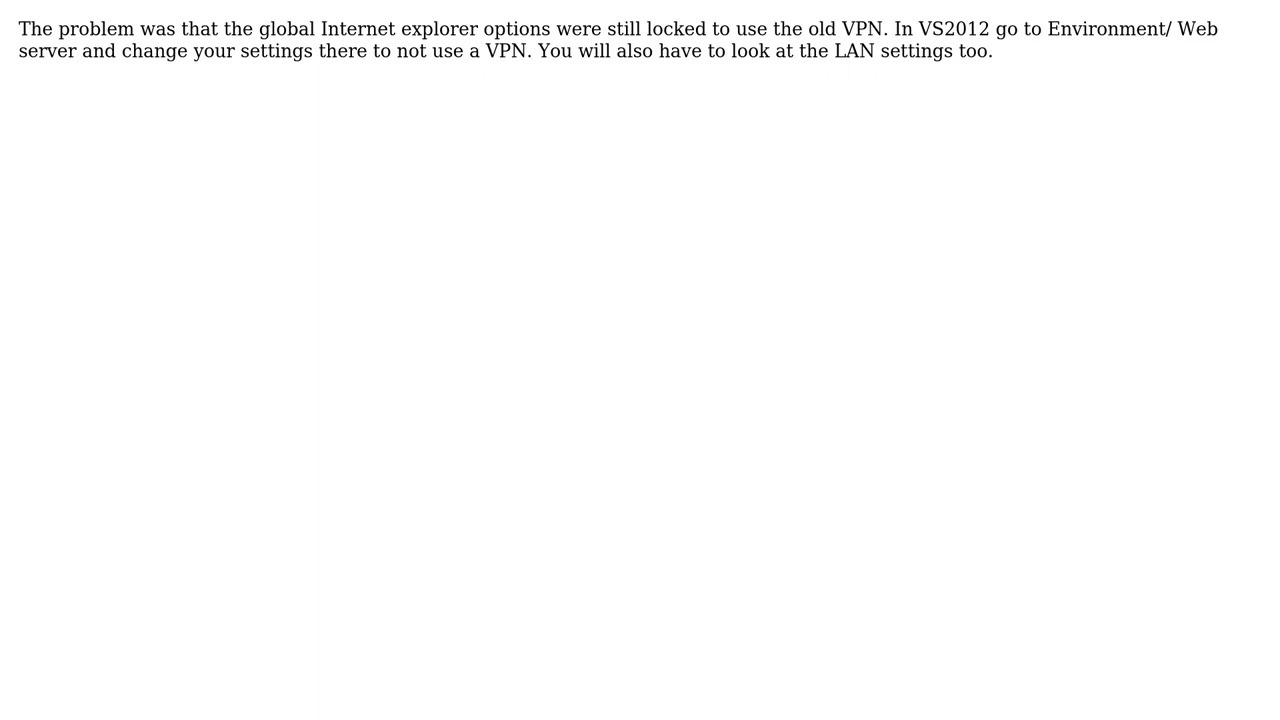 The problem was that the global Internet explorer options were still locked to use the old VPN. In VS2012 go to Environment/ Web
server and change your settings there to not use a VPN. You will also have to look at the LAN settings too.